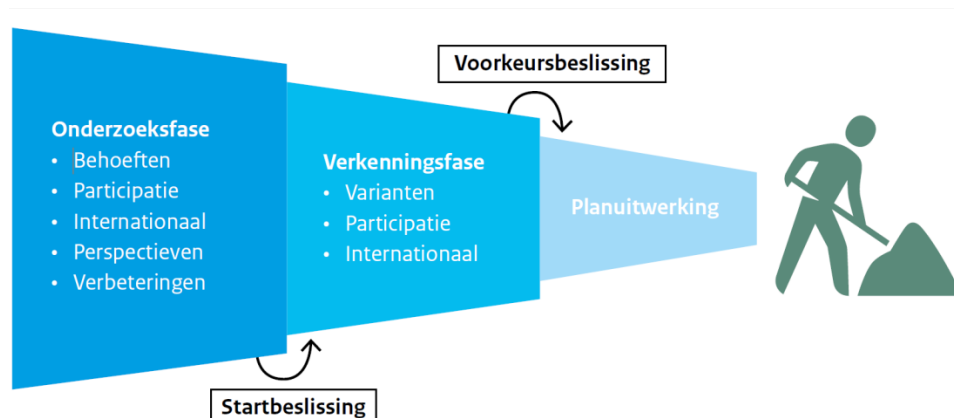 Voorkeursbeslissing
Onderzoeksfase
• Behoeften
• Participatie
• Internationaal
• Perspectieven
• Verbeteringen
Verkenningsfase
• Varianten
• Participatie
• Internationaal
Planuitwerking
Startbeslissing